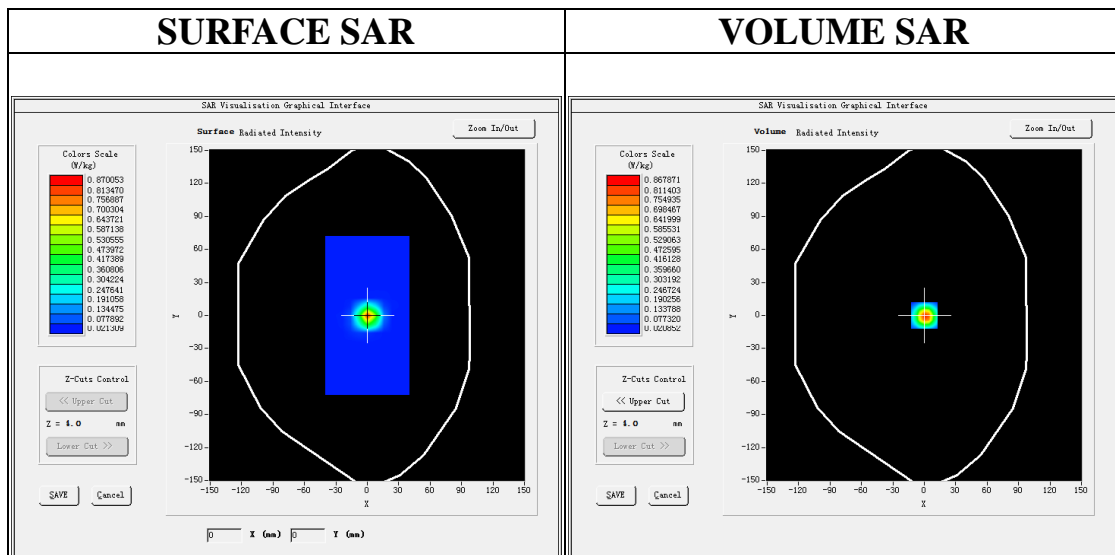 SURFACE SAR
SAR Visualisation Graphical Interface
Surface Radiated Intensity
Zoom In/Out
Colors Scale
(W/kg)
0.870053
0.813470
0.756887
0.700304
0.643721
0.587138
0.530555
0.473972
0.417389
0.360806
0.304224
0.247641
0.191058
0.134475
0.077892
0.021309
150
120
90
60
30
0
-30
-60
-90
-120
-150
Y
-150 -120 -90 -60 -30 0 30 60 90 120 150
X
Z-Cuts Control
<< Upper Cut
Z = 4.0 mm
Lower Cut >>
SAVE Cancel
0 X (mm) 0 Y (mm)
VOLUME SAR
SAR Visualisation Graphical Interface
Volume Radiated Intensity
Zoom In/Out
Colors Scale
(W/kg)
0.867871
0.811403
0.754935
0.698467
0.641999
0.585531
0.529063
0.472595
0.416128
0.359660
0.303192
0.246724
0.190256
0.133788
0.077320
0.020852
150
120
90
60
30
0
-30
-60
-90
-120
-150
Y
-150 -120 -90 -60 -30 0 30 60 90 120 150
X
Z-Cuts Control
<< Upper Cut
Z = 4.0 mm
Lower Cut >>
SAVE Cancel